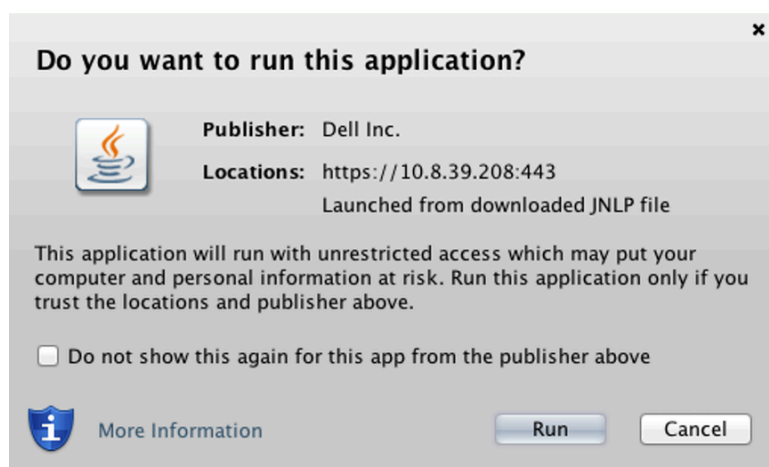 Do you want to run this application?
Publisher: Dell Inc.
Locations: https://10.8.39.208:443
Launched from downloaded JNLP file
This application will run with unrestricted access which may put your
computer and personal information at risk. Run this application only if you
trust the locations and publisher above.
Do not show this again for this app from the publisher above
More Information
Run
Cancel